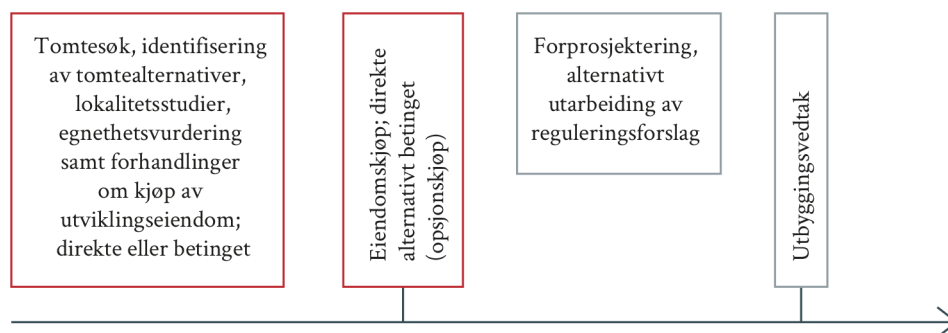 Tomtesøk, identifisering
av tomtealternativer,
lokalitetsstudier,
egnethetsvurdering
samt forhandlinger
om kjøp av
utviklingseiendom;
direkte eller betinget
Eiendomskjøp; direkte
alternativt betinget
(opsjonskjøp)
Forprosjektering,
alternativt
utarbeiding av
reguleringsforslag
Utbyggingsvedtak